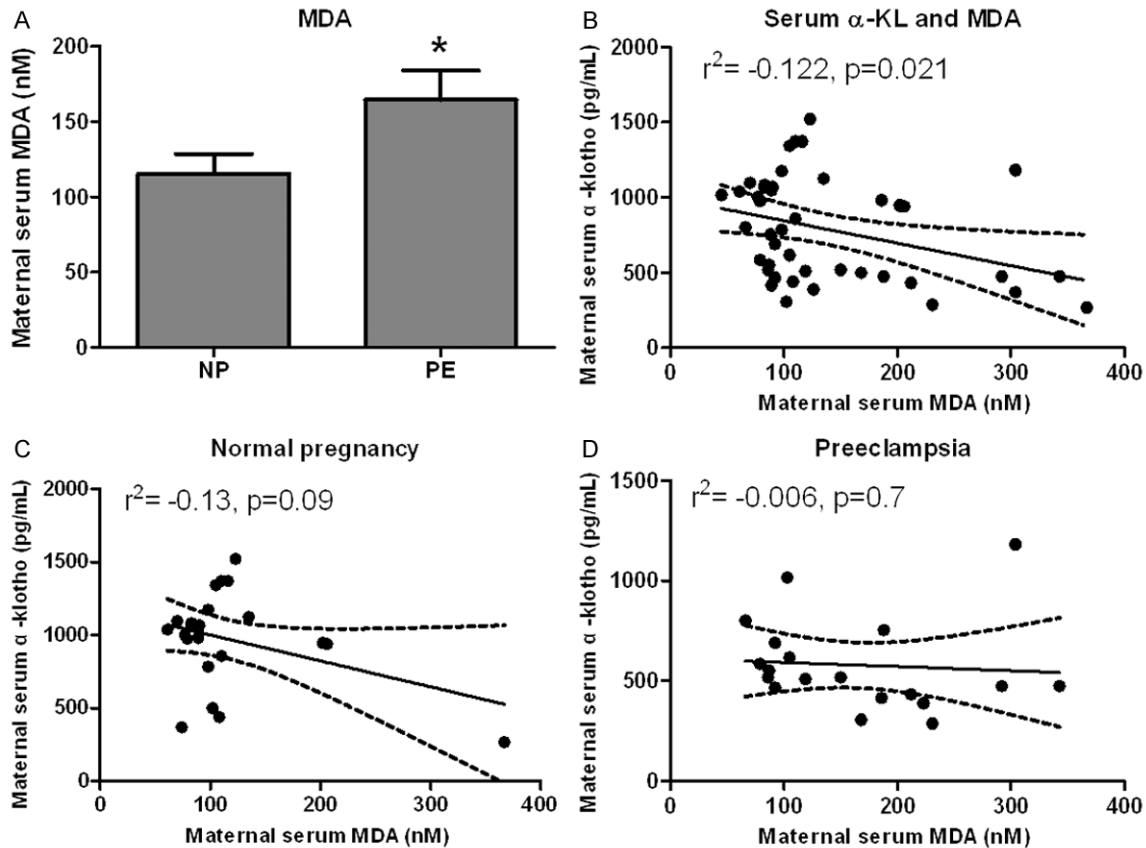 A
MDA
Maternal serum MDA (nM)
200
150
100
50
0
*
NP
PE
B
Serum α-KL and MDA
r²= -0.122, p=0.021
Maternal serum α -klotho (pg/mL)
2000
1500
1000
500
0
0
100
200
300
400
Maternal serum MDA (nM)
C
Normal pregnancy
r²= -0.13, p=0.09
Maternal serum α -klotho (pg/mL)
2000
1500
1000
500
0
0
100
200
300
400
Maternal serum MDA (nM)
D
Preeclampsia
r²= -0.006, p=0.7
Maternal serum α -klotho (pg/mL)
1500
1000
500
0
0
100
200
300
400
Maternal serum MDA (nM)